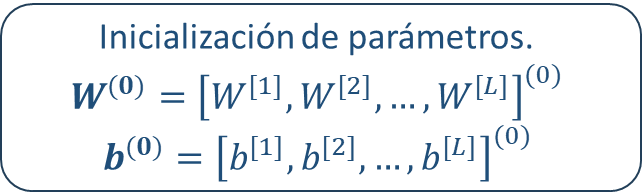 Inicialización de parámetros.
𝑾⁽⁰⁾ = [𝑊^{[1]}, 𝑊^{[2]}, …, 𝑊^{[𝐿]}]^{(0)}
𝒃⁽⁰⁾ = [𝑏^{[1]}, 𝑏^{[2]}, …, 𝑏^{[𝐿]}]^{(0)}